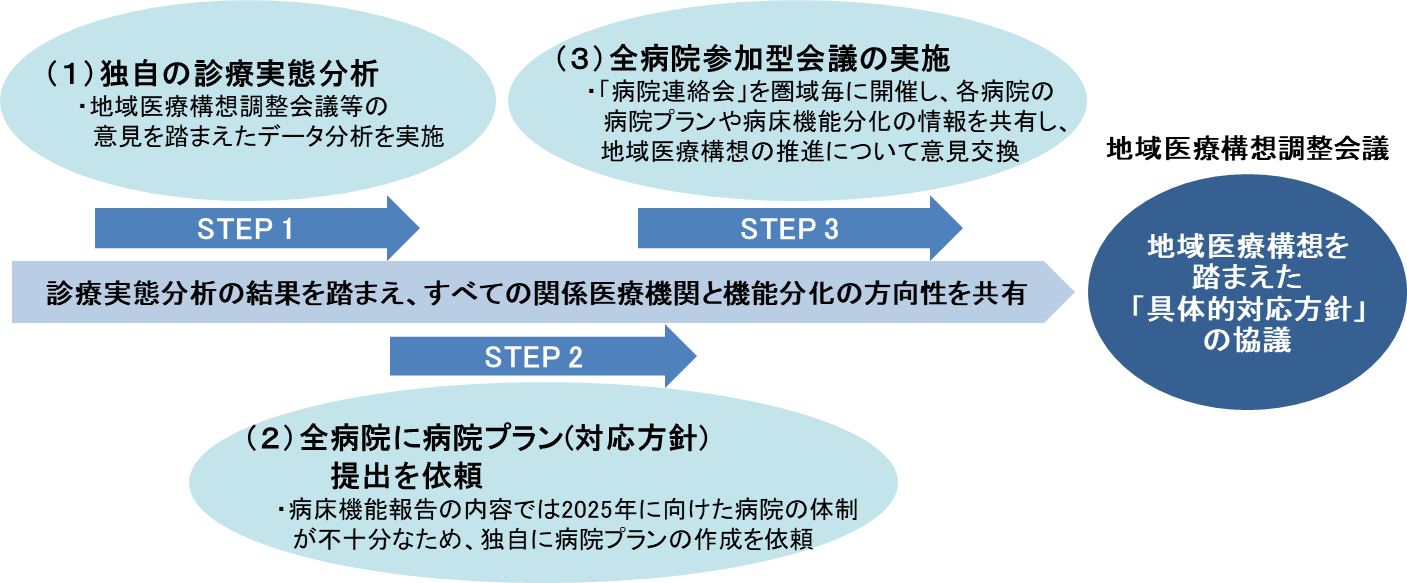 （１）独自の診療実態分析
・地域医療構想調整会議等の
意見を踏まえたデータ分析を実施
STEP 1
（３）全病院参加型会議の実施
・「病院連絡会」を圏域毎に開催し、各病院の
病院プランや病床機能分化の情報を共有し、
地域医療構想の推進について意見交換
STEP 3
診療実態分析の結果を踏まえ、すべての関係医療機関と機能分化の方向性を共有
STEP 2
（２）全病院に病院プラン(対応方針)
提出を依頼
・病床機能報告の内容では2025年に向けた病院の体制
が不十分なため、独自に病院プランの作成を依頼
地域医療構想調整会議
地域医療構想を
踏まえた
「具体的対応方針」
の協議